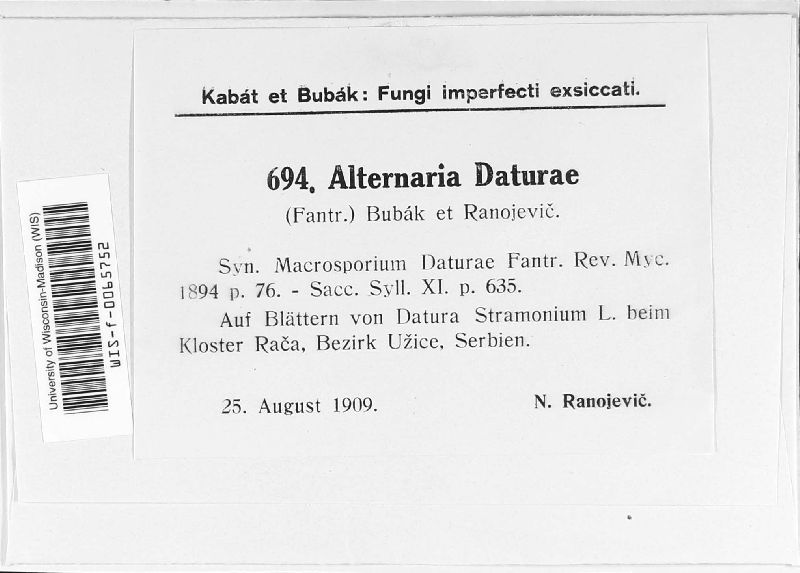 Kabát et Bubák: Fungi imperfecti exsiccati.
694. Alternaria Daturae
(Fantr.) Bubák et Ranojevič.
Syn. Macrosporium Daturae Fantr. Rev. Myc.
1894 p. 76. - Sacc. Syll. XI. p. 635.
Auf Blättern von Datura Stramonium L. beim
Kloster Rača, Bezirk Užice, Serbien.
25. August 1909.
N. Ranojevič.
University of Wisconsin-Madison (WIS)
WIS-f-0065752